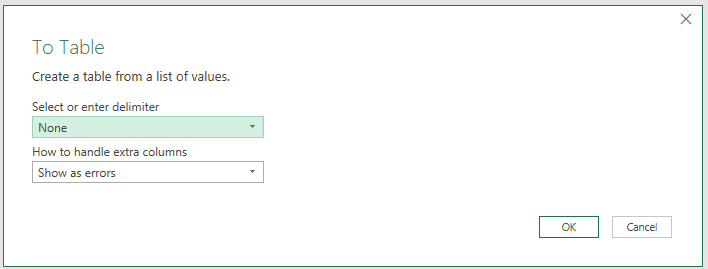 To Table
Create a table from a list of values.
Select or enter delimiter
None
How to handle extra columns
Show as errors
OK
Cancel